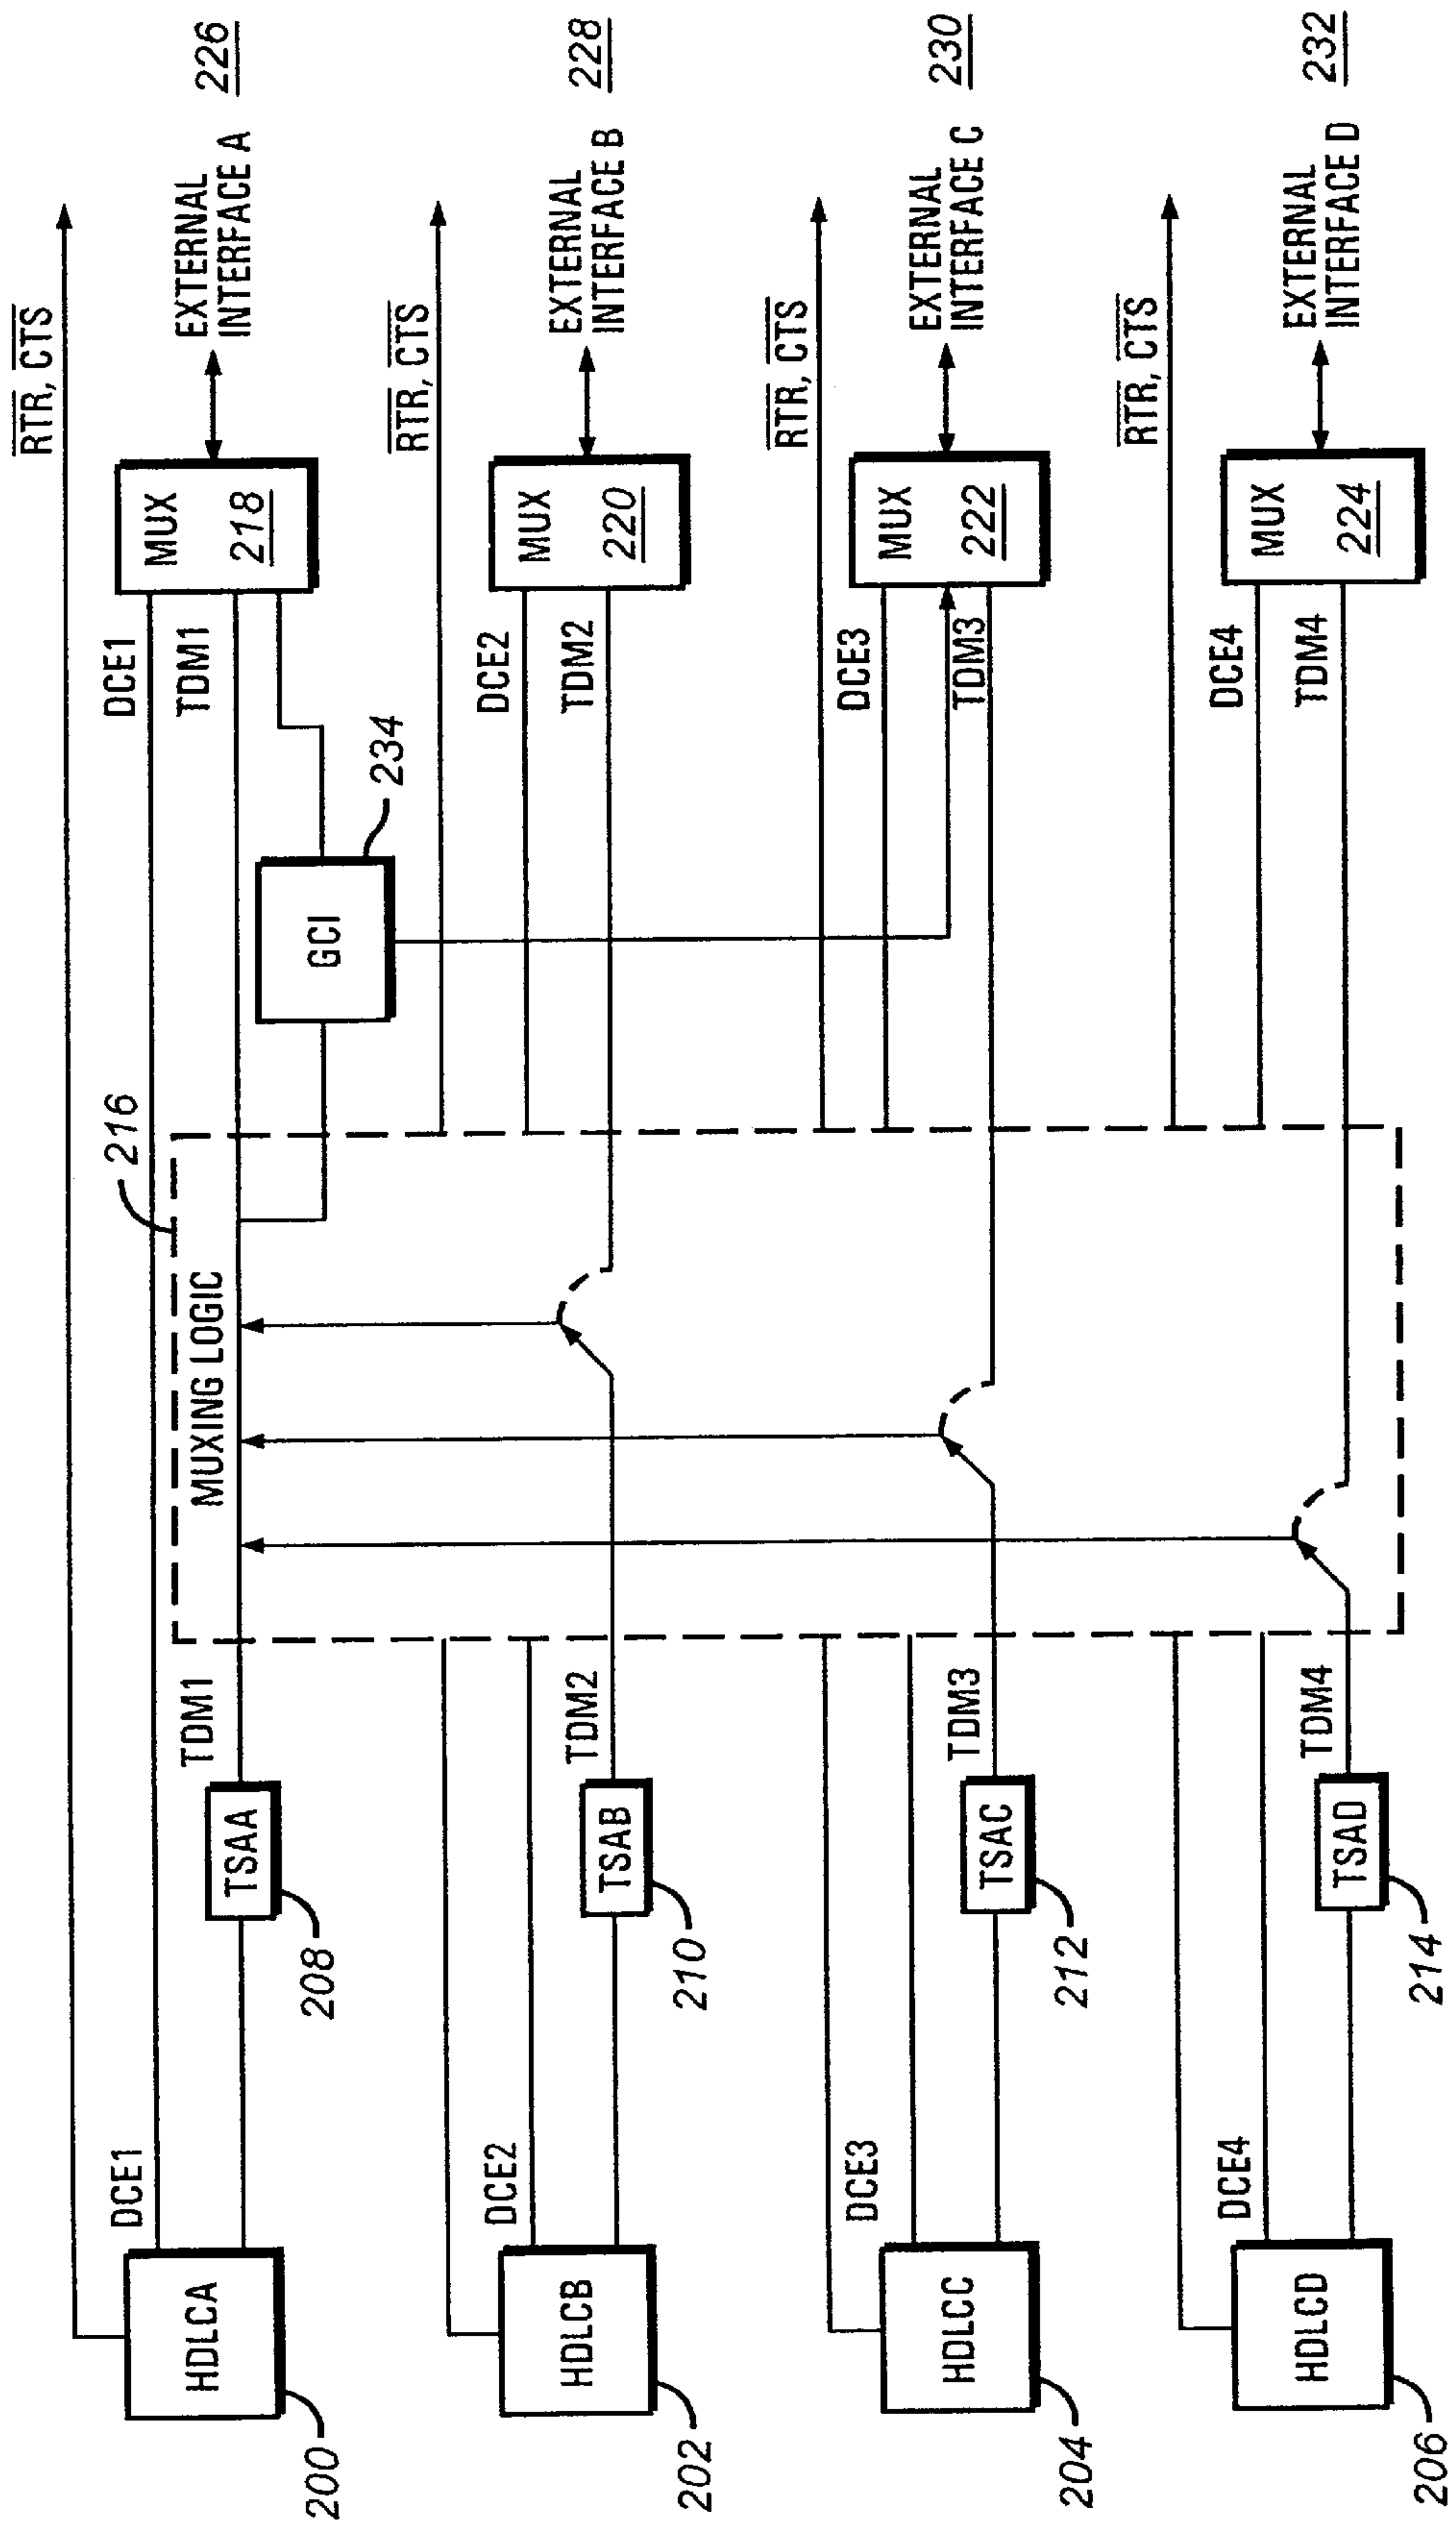 RTR, CTS
DCE1
HDLCA
200
TSAA
208
TDM1
216
MUXING LOGIC
GCI
234
DCE1
TDM1
MUX
218
EXTERNAL
INTERFACE A
226
RTR, CTS
DCE2
HDLCB
202
TSAB
210
TDM2
DCE2
TDM2
MUX
220
EXTERNAL
INTERFACE B
228
RTR, CTS
DCE3
HDLCC
204
TSAC
212
TDM3
DCE3
TDM3
MUX
222
EXTERNAL
INTERFACE C
230
RTR, CTS
DCE4
HDLCD
206
TSAD
214
TDM4
DCE4
TDM4
MUX
224
EXTERNAL
INTERFACE D
232